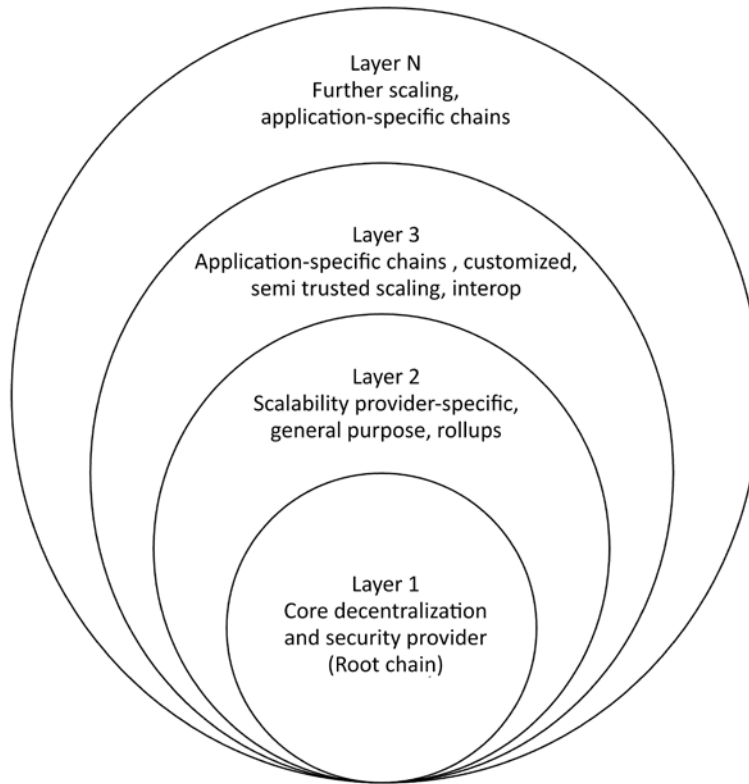 Layer N
Further scaling,
application-specific chains
Layer 3
Application-specific chains , customized,
semi trusted scaling, interop
Layer 2
Scalability provider-specific,
general purpose, rollups
Layer 1
Core decentralization
and security provider
(Root chain)